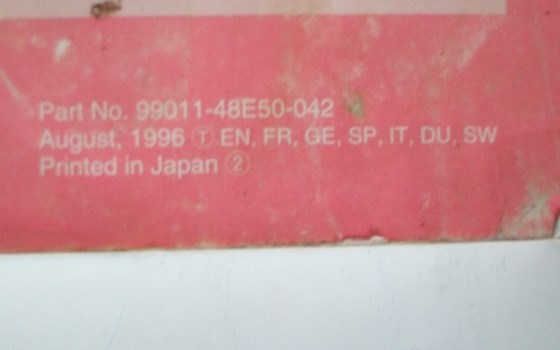 Part No. 99011-48E50-042
August, 1996 Ⓣ EN, FR, GE, SP, IT, DU, SW
Printed in Japan ②